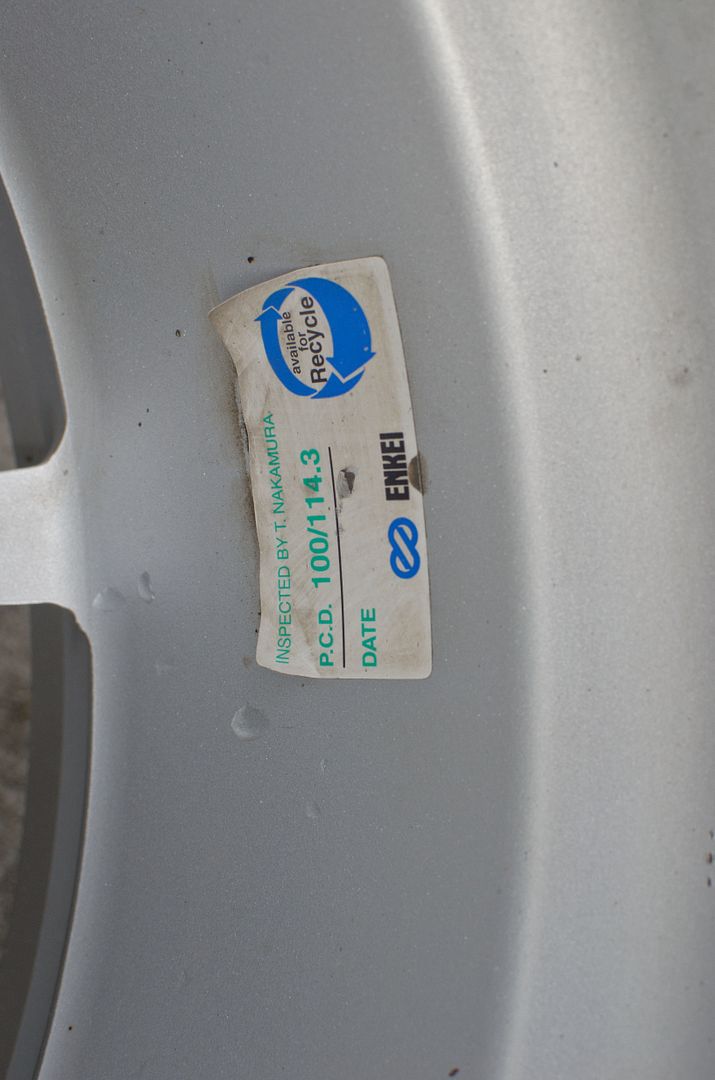 INSPECTED BY T. NAKAMURA
P.C.D. 100/114.3
DATE
available
for
Recycle
ENKEI